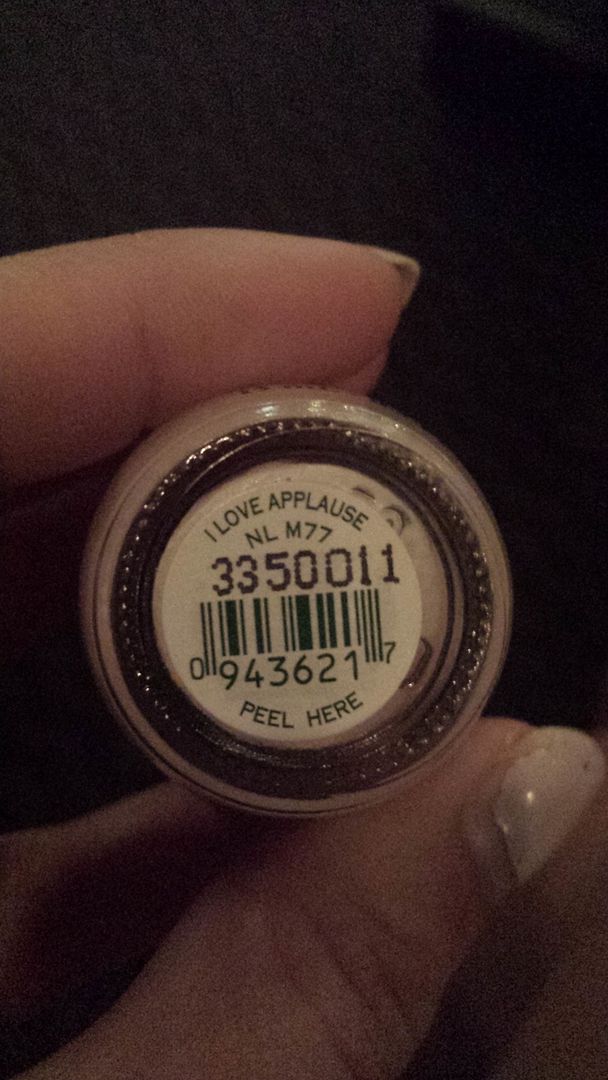 I LOVE APPLAUSE
NL M77
3350011
0 943621 7
PEEL HERE